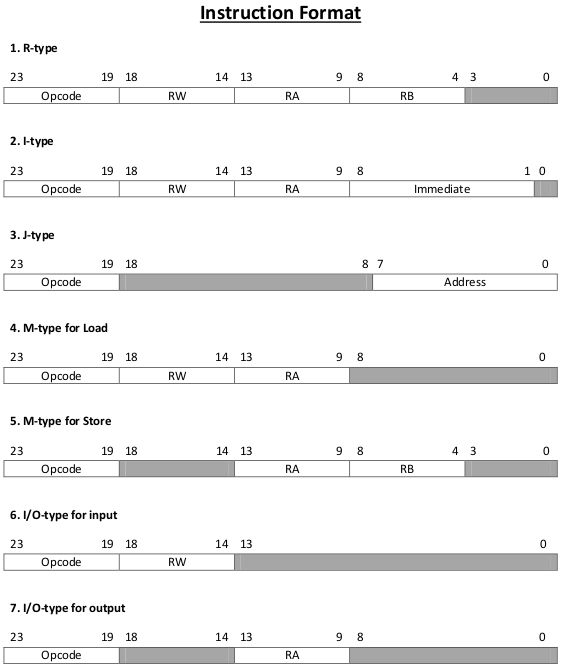 Instruction Format
1. R-type
23 19 18 14 13 9 8 4 3 0
Opcode RW RA RB
2. I-type
23 19 18 14 13 9 8 1 0
Opcode RW RA Immediate
3. J-type
23 19 18 8 7 0
Opcode Address
4. M-type for Load
23 19 18 14 13 9 8 0
Opcode RW RA
5. M-type for Store
23 19 18 14 13 9 8 4 3 0
Opcode RA RB
6. I/O-type for input
23 19 18 14 13 0
Opcode RW
7. I/O-type for output
23 19 18 14 13 9 8 0
Opcode RA